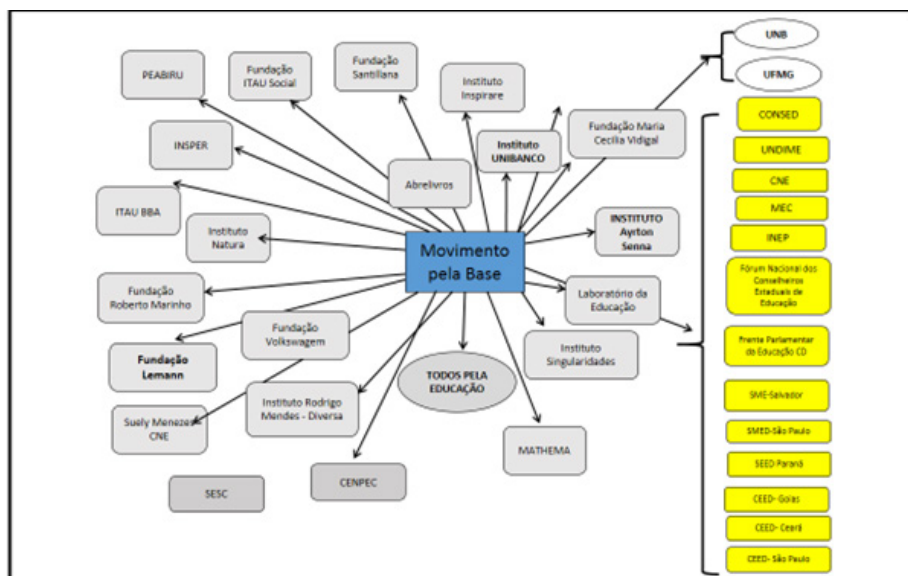 UNB
UFMG
PEABIRU
Fundação
ITAU Social
Fundação
Santillana
Instituto
Inspirare
INSPER
Instituto
UNIBANCO
Fundação Maria
Cecilia Vidigal
Abrelivros
ITAU BBA
Instituto
Natura
Movimento
pela Base
INSTITUTO
Ayrton
Senna
Fundação
Roberto Marinho
Laboratório da
Educação
Fundação
Volkswagem
Instituto
Singularidades
Fundação
Lemann
TODOS PELA
EDUCAÇÃO
Instituto Rodrigo
Mendes - Diversa
Suely Menezes
CNE
MATHEMA
CENPEC
SESC
CONSED
UNDIME
CNE
MEC
INEP
Fórum Nacional dos
Conselheiros
Estaduais de
Educação
Frente Parlamentar
da Educação CD
SME-Salvador
SMED-São Paulo
SEED Paraná
CEED- Goias
CEED- Ceará
CEED- São Paulo